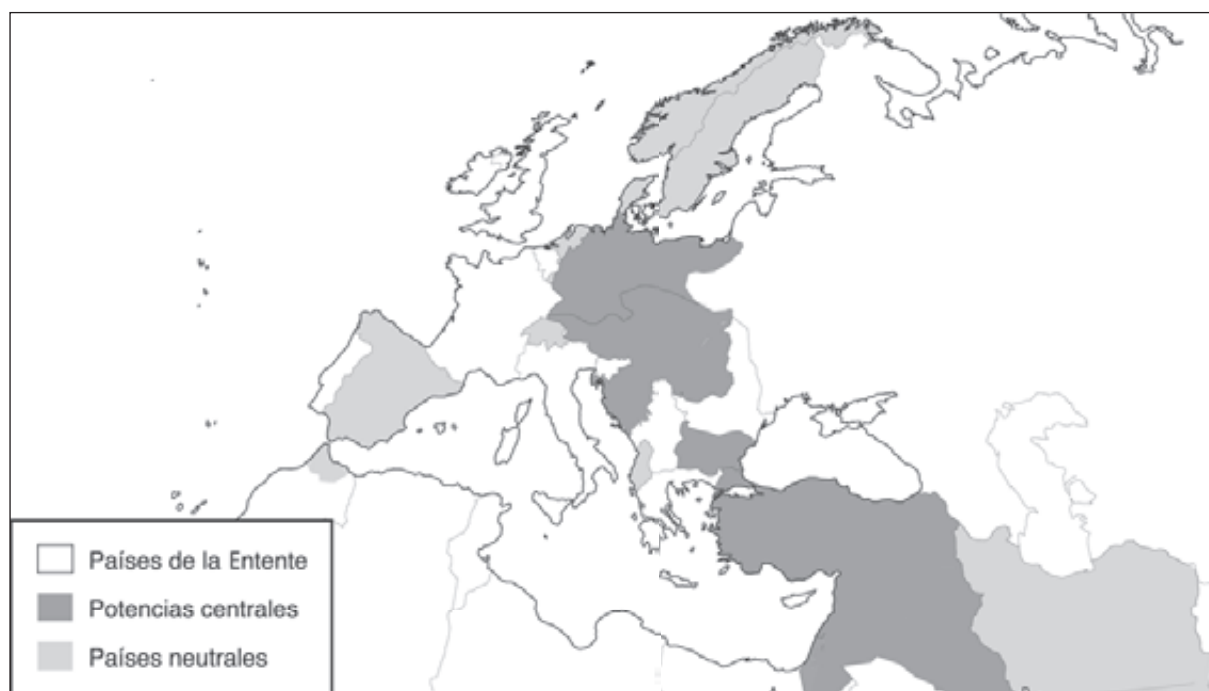 Países de la Entente
Potencias centrales
Países neutrales